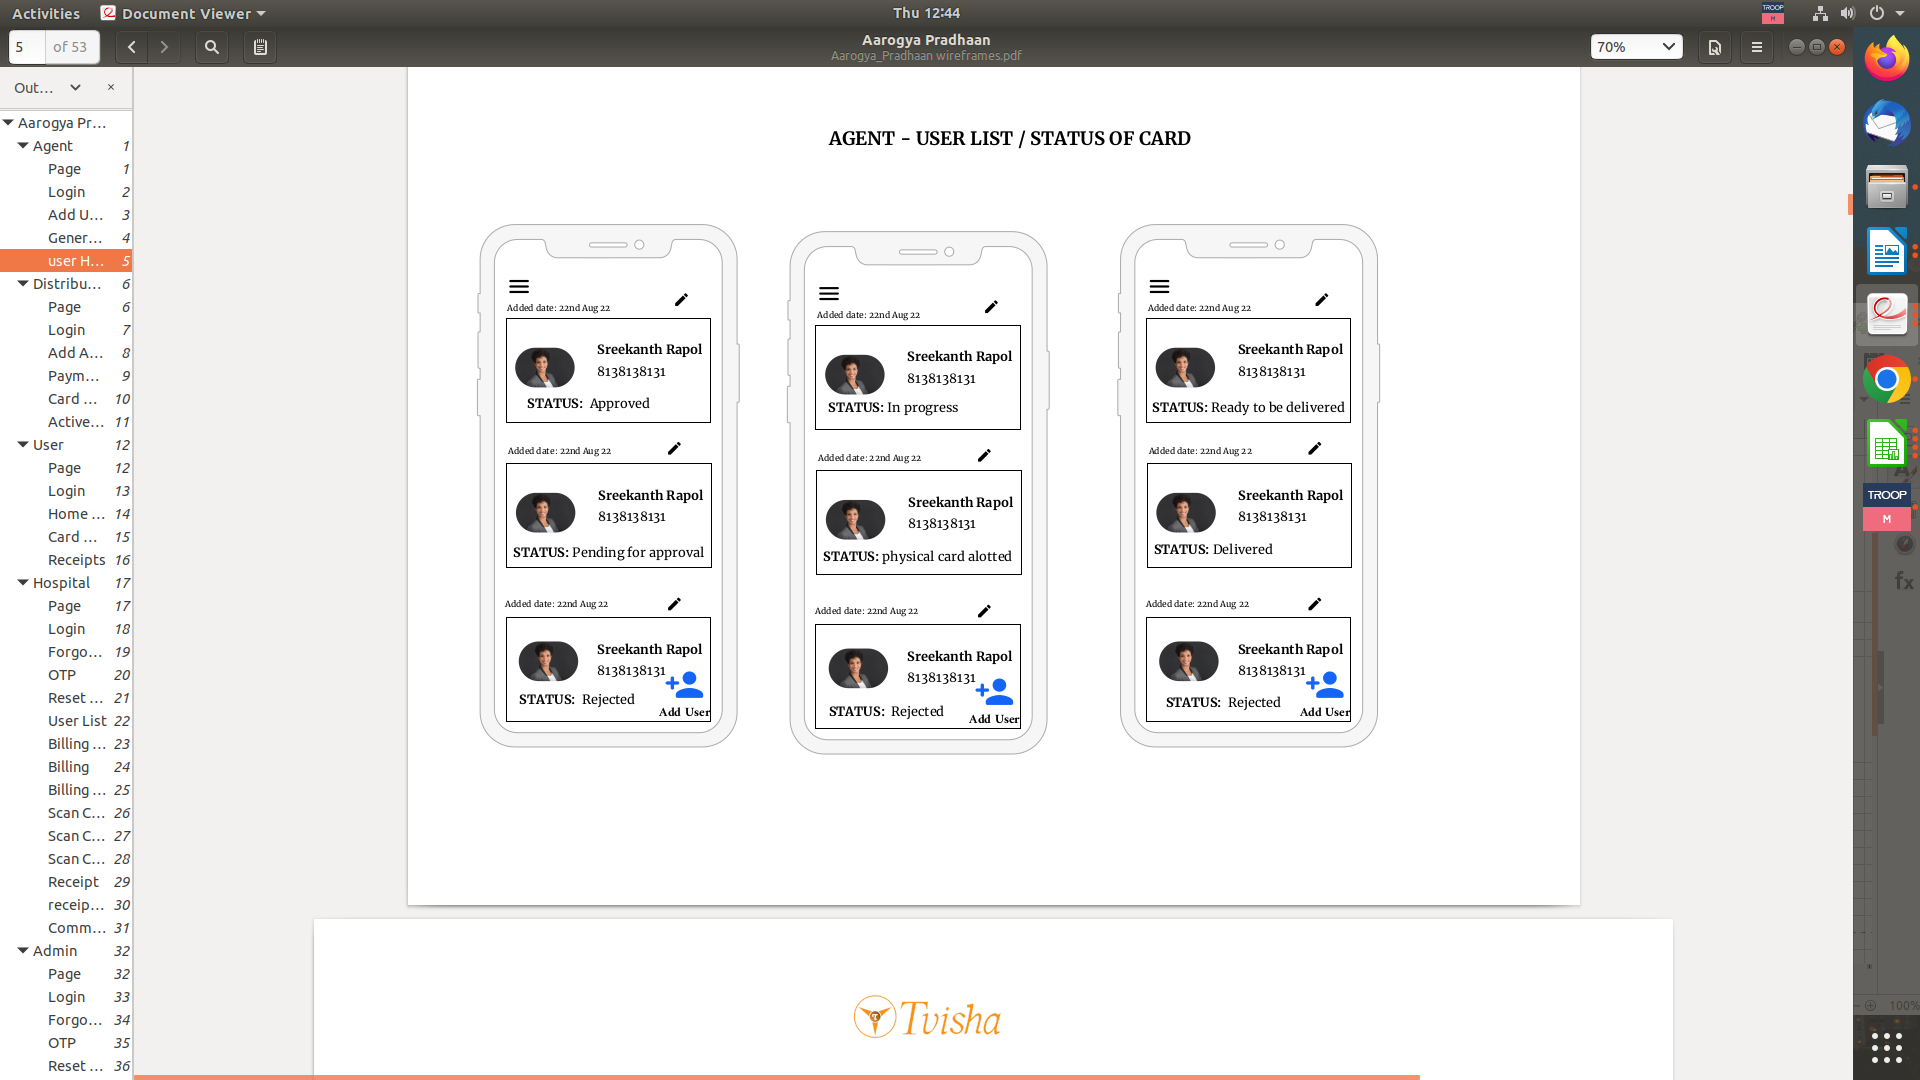 Activities
Document Viewer
Thu 12:44
TROOP
M
5
of 53
Aarogya Pradhaan
Aarogya_Pradhaan wireframes.pdf
70%
Out...
Aarogya Pr...
Agent 1
Page 1
Login 2
Add U... 3
Gener... 4
user H... 5
Distribu... 6
Page 6
Login 7
Add A... 8
Paym... 9
Card ... 10
Active... 11
User 12
Page 12
Login 13
Home ... 14
Card ... 15
Receipts 16
Hospital 17
Page 17
Login 18
Forgo... 19
OTP 20
Reset ... 21
User List 22
Billing ... 23
Billing 24
Billing ... 25
Scan C... 26
Scan C... 27
Scan C... 28
Receipt 29
receip... 30
Comm... 31
Admin 32
Page 32
Login 33
Forgo... 34
OTP 35
Reset ... 36
AGENT - USER LIST / STATUS OF CARD
Added date: 22nd Aug 22
Sreekanth Rapol
8138138131
STATUS: Approved
Added date: 22nd Aug 22
Sreekanth Rapol
8138138131
STATUS: Pending for approval
Added date: 22nd Aug 22
Sreekanth Rapol
8138138131
STATUS: Rejected
Add User
Added date: 22nd Aug 22
Sreekanth Rapol
8138138131
STATUS: In progress
Added date: 22nd Aug 22
Sreekanth Rapol
8138138131
STATUS: physical card alotted
Added date: 22nd Aug 22
Sreekanth Rapol
8138138131
STATUS: Rejected
Add User
Added date: 22nd Aug 22
Sreekanth Rapol
8138138131
STATUS: Ready to be delivered
Added date: 22nd Aug 22
Sreekanth Rapol
8138138131
STATUS: Delivered
Added date: 22nd Aug 22
Sreekanth Rapol
8138138131
STATUS: Rejected
Add User
Tvisha
TROOP
M
fx
100%